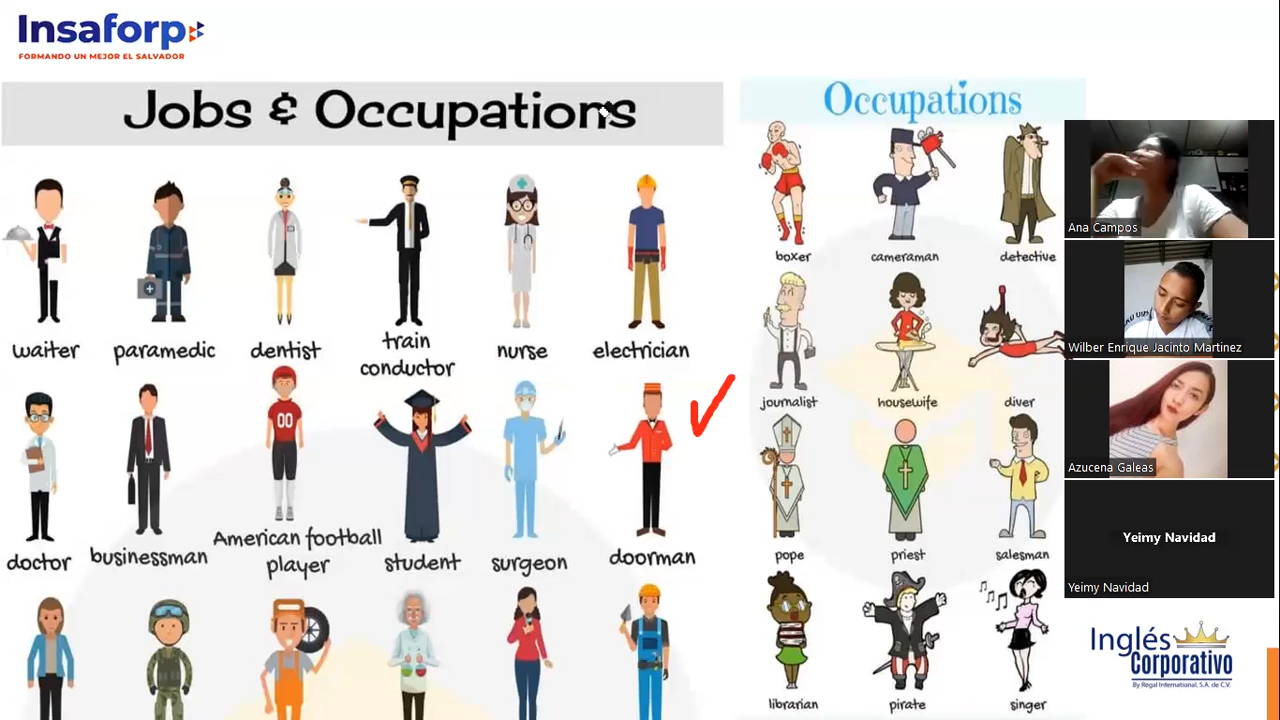 Insaforp
FORMANDO UN MEJOR EL SALVADOR
Jobs & Occupations
waiter
paramedic
dentist
train
conductor
nurse
electrician
doctor
businessman
American football
player
student
surgeon
doorman
Occupations
boxer
cameraman
detective
journalist
housewife
diver
pope
priest
salesman
librarian
pirate
singer
Ana Campos
Wilber Enrique Jacinto Martinez
Azucena Galeas
Yeimy Navidad
Yeimy Navidad
Inglés
Corporativo
By Regal International, S.A. de C.V.